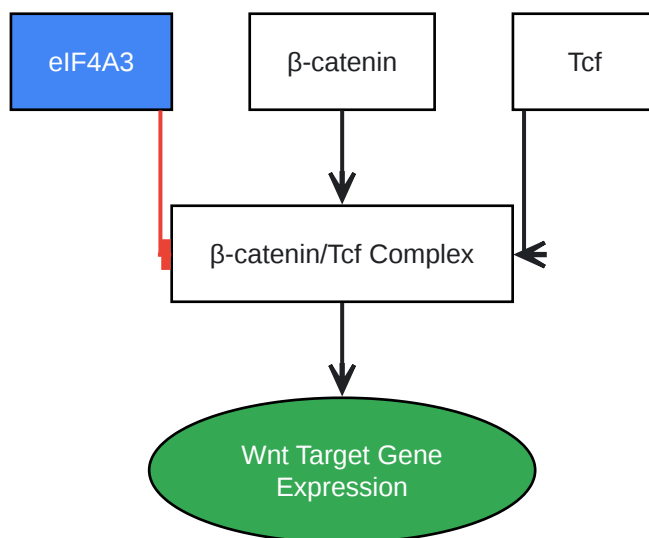 eIF4A3
β-catenin
Tcf
β-catenin/Tcf Complex
Wnt Target Gene
Expression